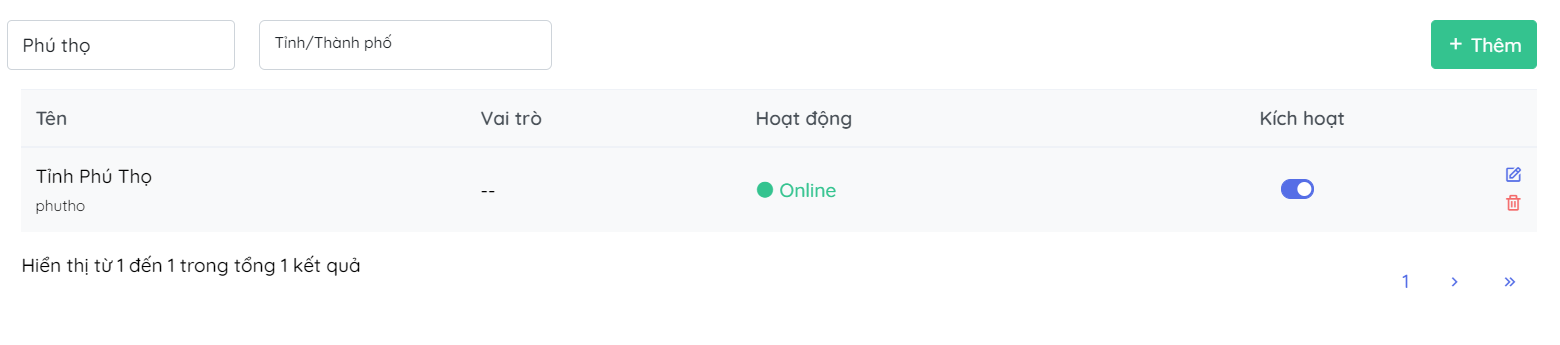 Phú thọ
Tỉnh/Thành phố
+ Thêm
Tên Vai trò Hoạt động Kích hoạt
Tỉnh Phú Thọ
phutho
-- Online
Hiển thị từ 1 đến 1 trong tổng 1 kết quả
1 › »